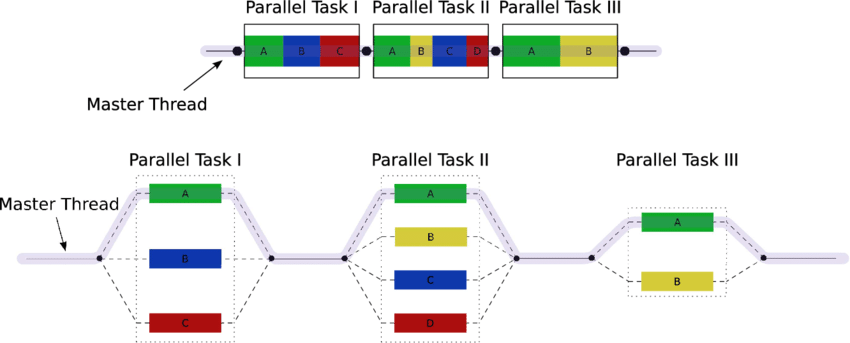 Parallel Task I Parallel Task II Parallel Task III
A B C A B C D A B
Master Thread
Parallel Task I Parallel Task II Parallel Task III
A A
Master Thread
A
B
B
C
B
C D